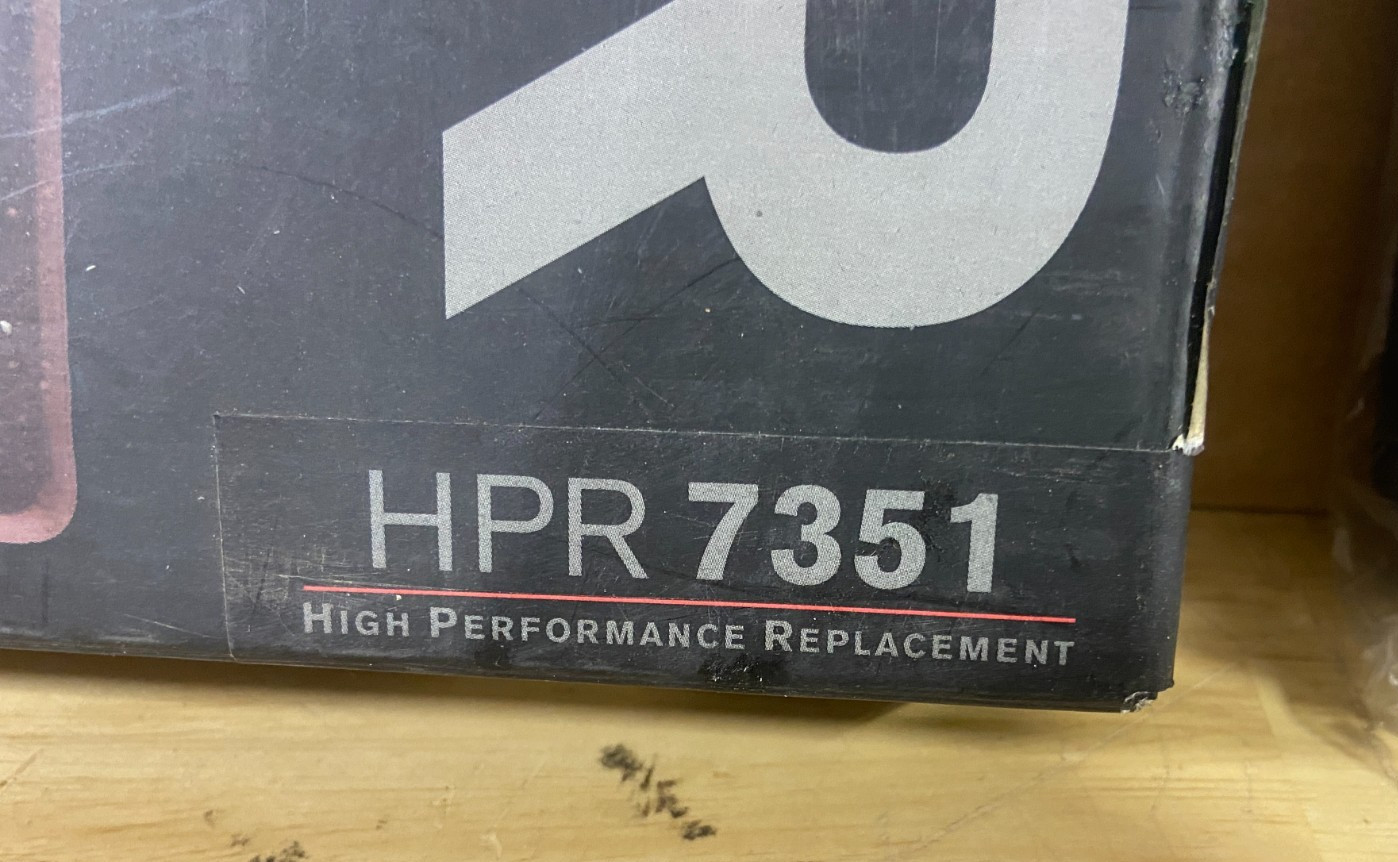 HPR 7351
HIGH PERFORMANCE REPLACEMENT